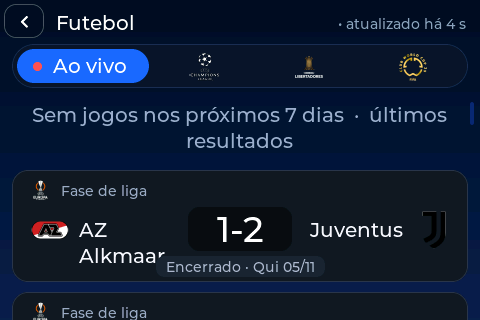 Futebol
• atualizado há 4 s
Ao vivo
CHAMPIONS
LIBERTADORES
Sem jogos nos próximos 7 dias • últimos
resultados
Fase de liga
AZ
Alkmaar
1-2
Juventus
Encerrado · Qui 05/11
Fase de liga